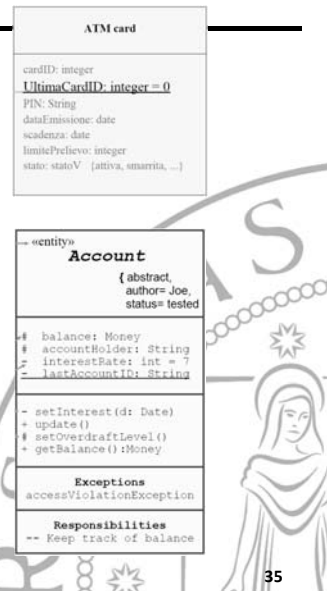 ATM card
cardID: integer
UltimaCardID: integer = 0
PIN: String
dataEmissione: date
scadenza: date
limitePrelievo: integer
stato: statoV {attiva, smarrita, ...}
«entity»
Account
{ abstract,
author= Joe,
status= tested
# balance: Money
# accountHolder: String
- interestRate: int = 7
- lastAccountID: String
- setInterest(d: Date)
+ update()
# setOverdraftLevel()
+ getBalance():Money
Exceptions
accessViolationException
Responsibilities
-- Keep track of balance
AS
35